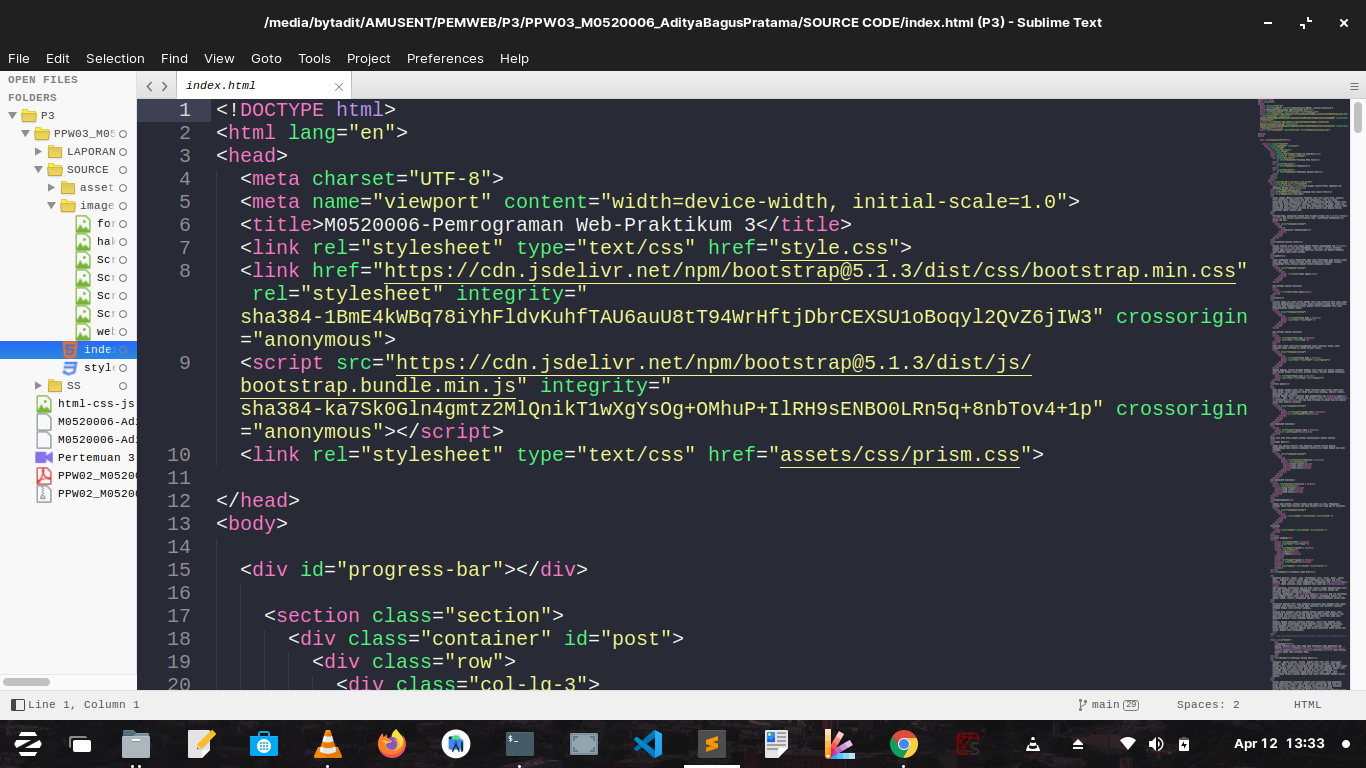 /media/bytadit/AMUSENT/PEMWEB/P3/PPW03_M0520006_AdityaBagusPratama/SOURCE CODE/index.html (P3) - Sublime Text
File Edit Selection Find View Goto Tools Project Preferences Help
OPEN FILES
FOLDERS
P3
PPW03_M05
LAPORAN
SOURCE
asset
image
for
hal
Scr
Scr
Scr
Scr
web
inde
style
SS
html-css-js
M0520006-Adi
M0520006-Adi
Pertemuan 3
PPW02_M0520
PPW02_M0520
index.html
1 <!DOCTYPE html>
2 <html lang="en">
3 <head>
4 <meta charset="UTF-8">
5 <meta name="viewport" content="width=device-width, initial-scale=1.0">
6 <title>M0520006-Pemrograman Web-Praktikum 3</title>
7 <link rel="stylesheet" type="text/css" href="style.css">
8 <link href="https://cdn.jsdelivr.net/npm/bootstrap@5.1.3/dist/css/bootstrap.min.css"
rel="stylesheet" integrity="
sha384-1BmE4kWBq78iYhFldvKuhfTAU6auU8tT94WrHftjDbrCEXSU1oBoqyl2QvZ6jIW3" crossorigin
="anonymous">
9 <script src="https://cdn.jsdelivr.net/npm/bootstrap@5.1.3/dist/js/
bootstrap.bundle.min.js" integrity="
sha384-ka7Sk0Gln4gmtz2MlQnikT1wXgYsOg+OMhuP+IlRH9sENBO0LRn5q+8nbTov4+1p" crossorigin
="anonymous"></script>
10 <link rel="stylesheet" type="text/css" href="assets/css/prism.css">
11
12 </head>
13 <body>
14
15 <div id="progress-bar"></div>
16
17 <section class="section">
18 <div class="container" id="post">
19 <div class="row">
20 <div class="col-lg-3">
Line 1, Column 1
main 29
Spaces: 2
HTML
Apr 12 13:33